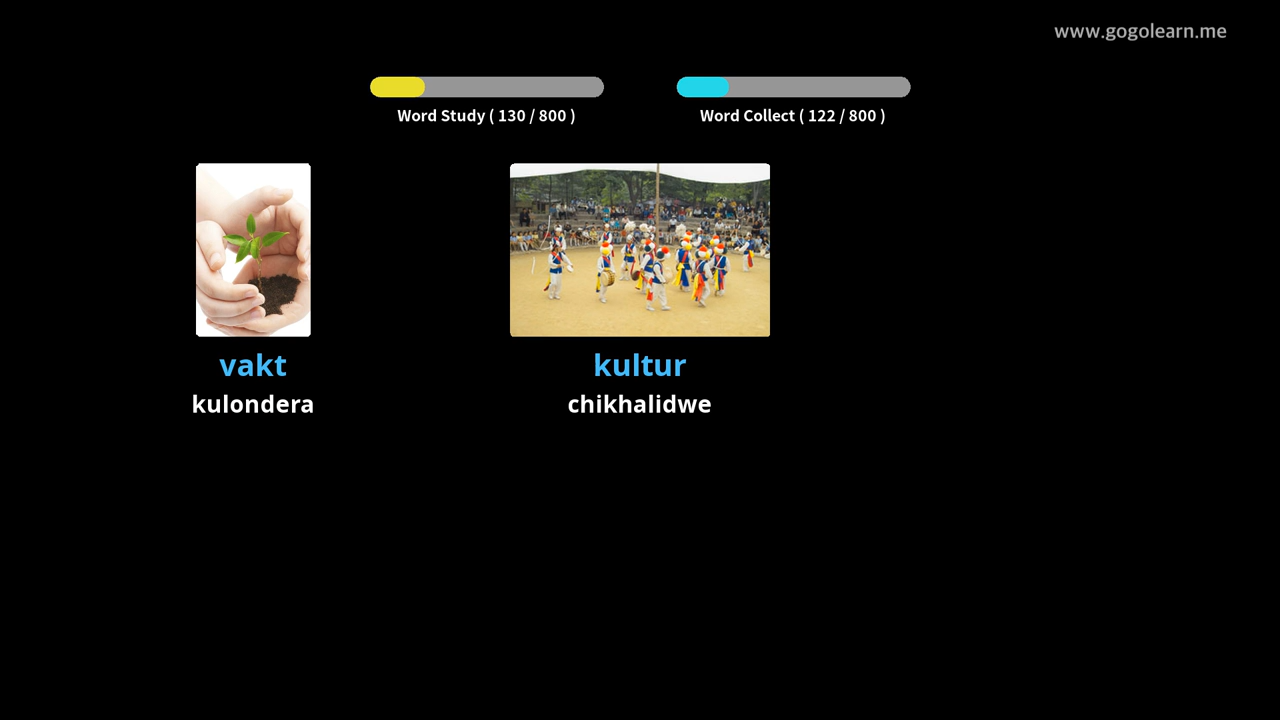 www.gogolearn.me
Word Study ( 130 / 800 )
Word Collect ( 122 / 800 )
vakt
kulondera
kultur
chikhalidwe